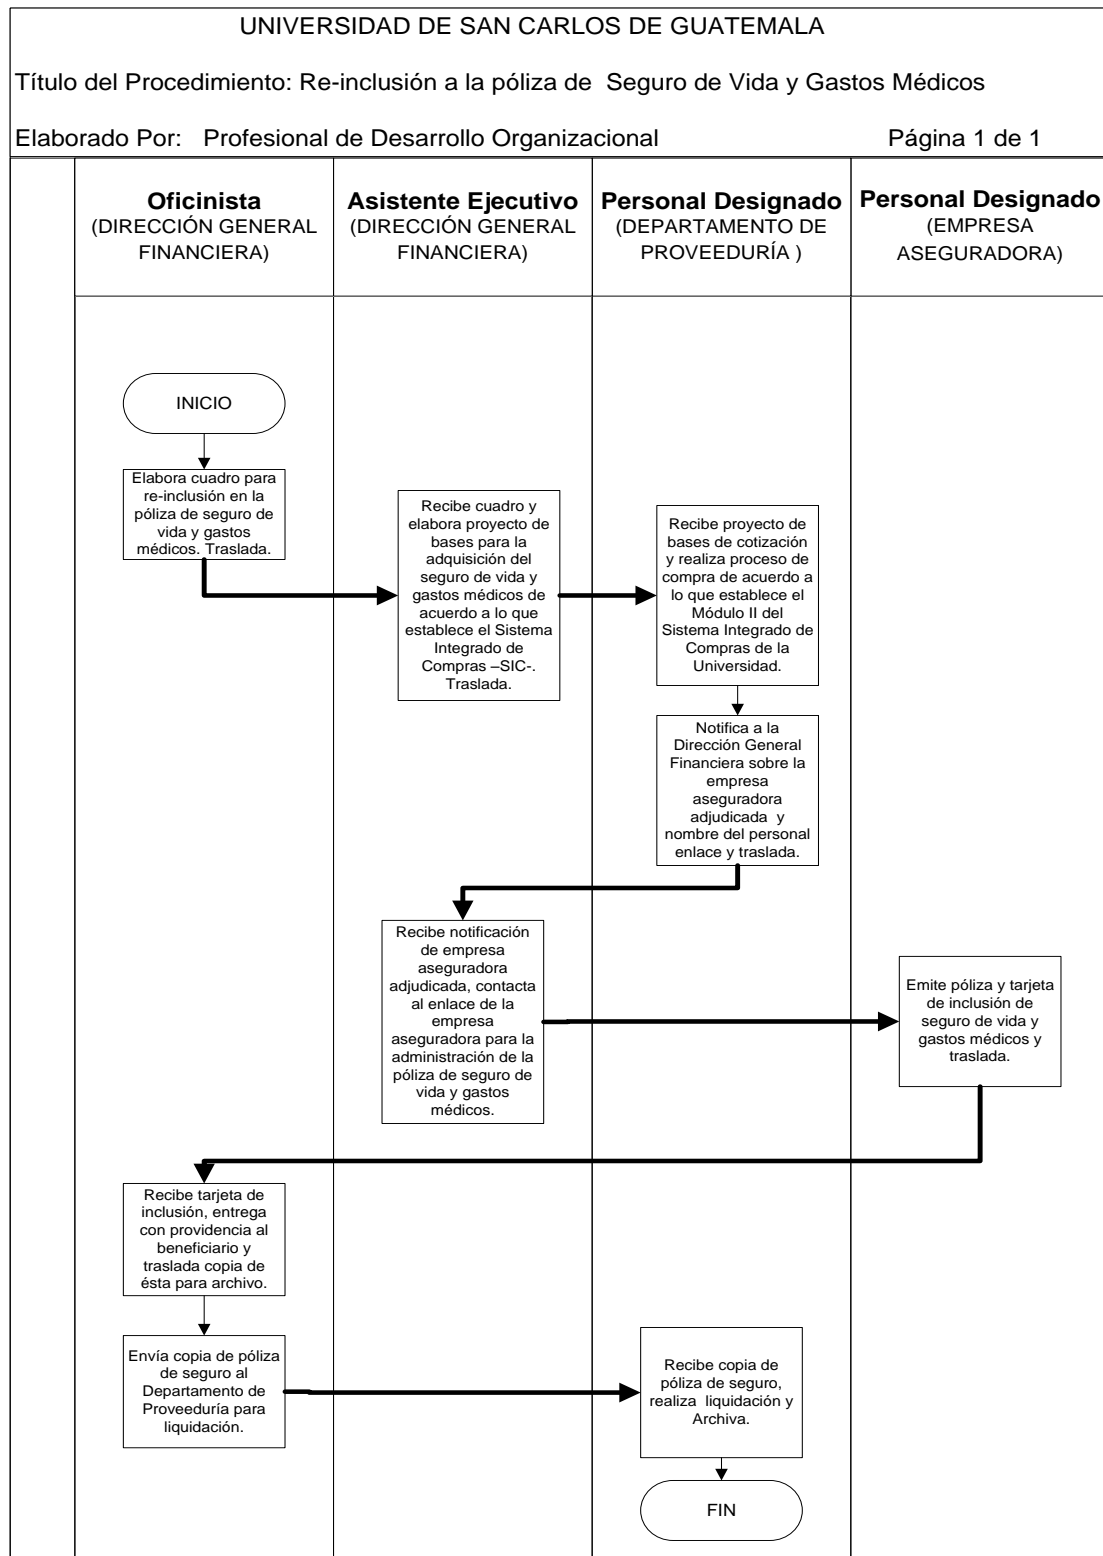 UNIVERSIDAD DE SAN CARLOS DE GUATEMALA
Título del Procedimiento: Re-inclusión a la póliza de  Seguro de Vida y Gastos Médicos
Elaborado Por:   Profesional de Desarrollo Organizacional
Página 1 de 1
Oficinista
(DIRECCIÓN GENERAL
FINANCIERA)
Asistente Ejecutivo
(DIRECCIÓN GENERAL
FINANCIERA)
Personal Designado
(DEPARTAMENTO DE
PROVEEDURÍA )
Personal Designado
(EMPRESA
ASEGURADORA)
INICIO
Elabora cuadro para
re-inclusión en la
póliza de seguro de
vida y gastos
médicos. Traslada.
Recibe cuadro y
elabora proyecto de
bases para la
adquisición del
seguro de vida y
gastos médicos de
acuerdo a lo que
establece el Sistema
Integrado de
Compras –SIC-.
Traslada.
Recibe proyecto de
bases de cotización
y realiza proceso de
compra de acuerdo a
lo que establece el
Módulo II del
Sistema Integrado de
Compras de la
Universidad.
Notifica a la
Dirección General
Financiera sobre la
empresa
aseguradora
adjudicada  y
nombre del personal
enlace y traslada.
Recibe notificación
de empresa
aseguradora
adjudicada, contacta
al enlace de la
empresa
aseguradora para la
administración de la
póliza de seguro de
vida y gastos
médicos.
Emite póliza y tarjeta
de inclusión de
seguro de vida y
gastos médicos y
traslada.
Recibe tarjeta de
inclusión, entrega
con providencia al
beneficiario y
traslada copia de
ésta para archivo.
Envía copia de póliza
de seguro al
Departamento de
Proveeduría para
liquidación.
Recibe copia de
póliza de seguro,
realiza  liquidación y
Archiva.
FIN